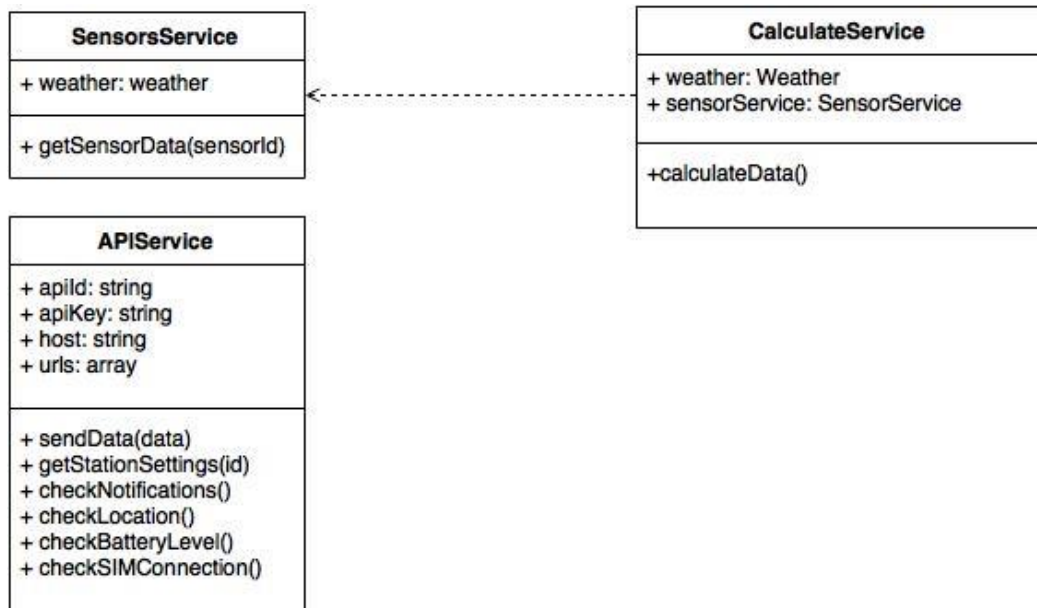 SensorsService
+ weather: weather
+ getSensorData(sensorId)
CalculateService
+ weather: Weather
+ sensorService: SensorService
+calculateData()
APIService
+ apiId: string
+ apiKey: string
+ host: string
+ urls: array
+ sendData(data)
+ getStationSettings(id)
+ checkNotifications()
+ checkLocation()
+ checkBatteryLevel()
+ checkSIMConnection()